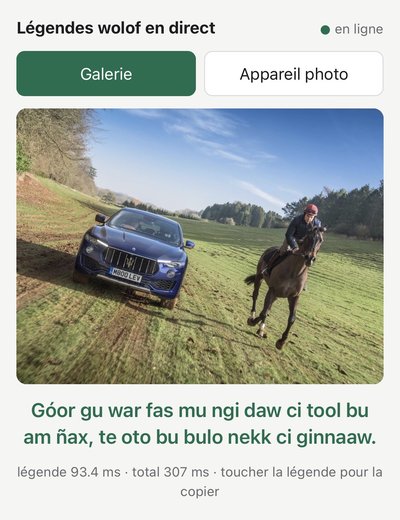 Légendes wolof en direct
en ligne
Galerie
Appareil photo
M800 LEV
Góor gu war fas mu ngi daw ci tool bu
am ñax, te oto bu bulo nekk ci ginnaaw.
légende 93.4 ms · total 307 ms · toucher la légende pour la
copier